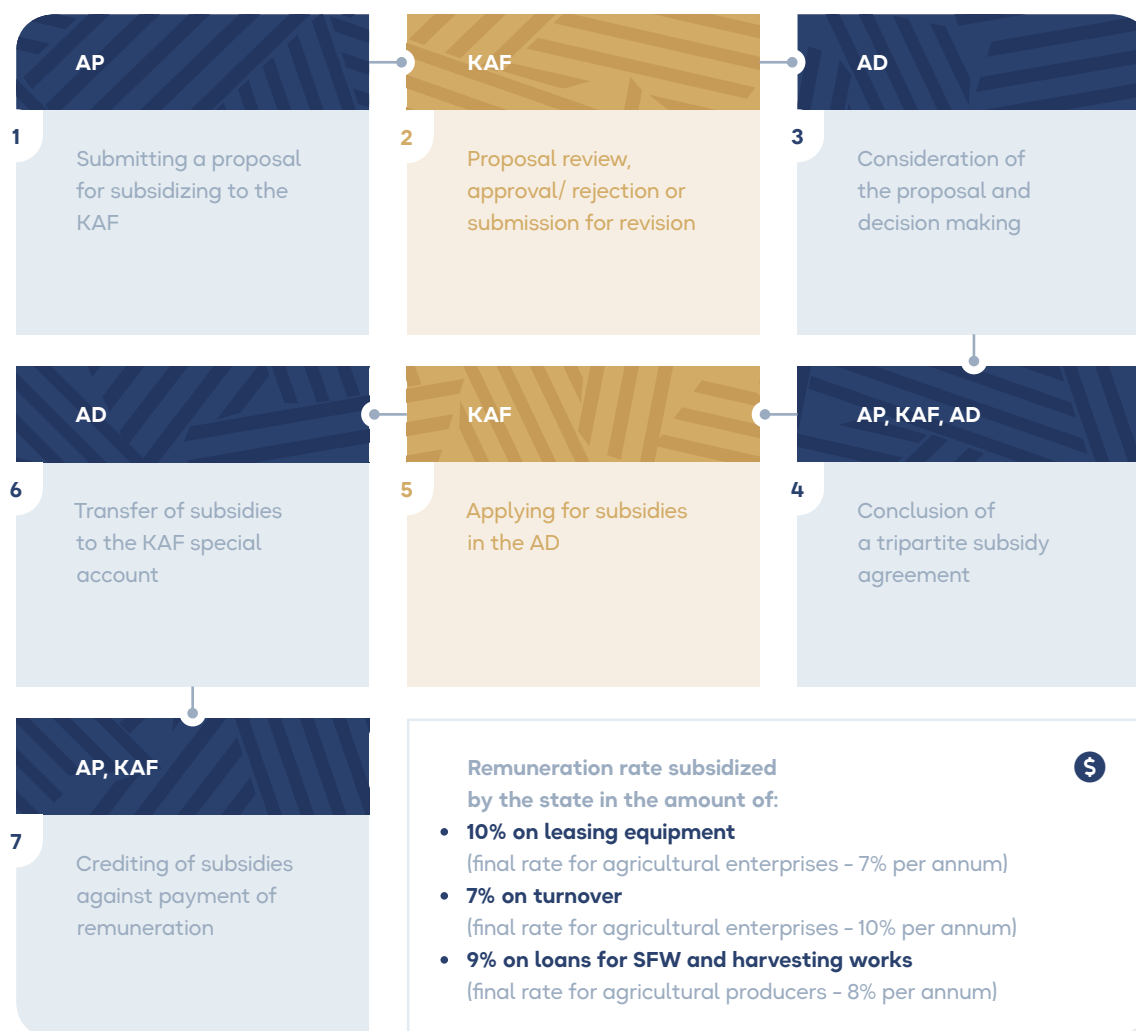 AP
1
Submitting a proposal
for subsidizing to the
KAF
KAF
2
Proposal review,
approval/ rejection or
submission for revision
AD
3
Consideration of
the proposal and
decision making
AP, KAF, AD
4
Conclusion of
a tripartite subsidy
agreement
KAF
5
Applying for subsidies
in the AD
AD
6
Transfer of subsidies
to the KAF special
account
AP, KAF
7
Crediting of subsidies
against payment of
remuneration
Remuneration rate subsidized
by the state in the amount of:
$
• 10% on leasing equipment
(final rate for agricultural enterprises - 7% per annum)
• 7% on turnover
(final rate for agricultural enterprises - 10% per annum)
• 9% on loans for SFW and harvesting works
(final rate for agricultural producers - 8% per annum)